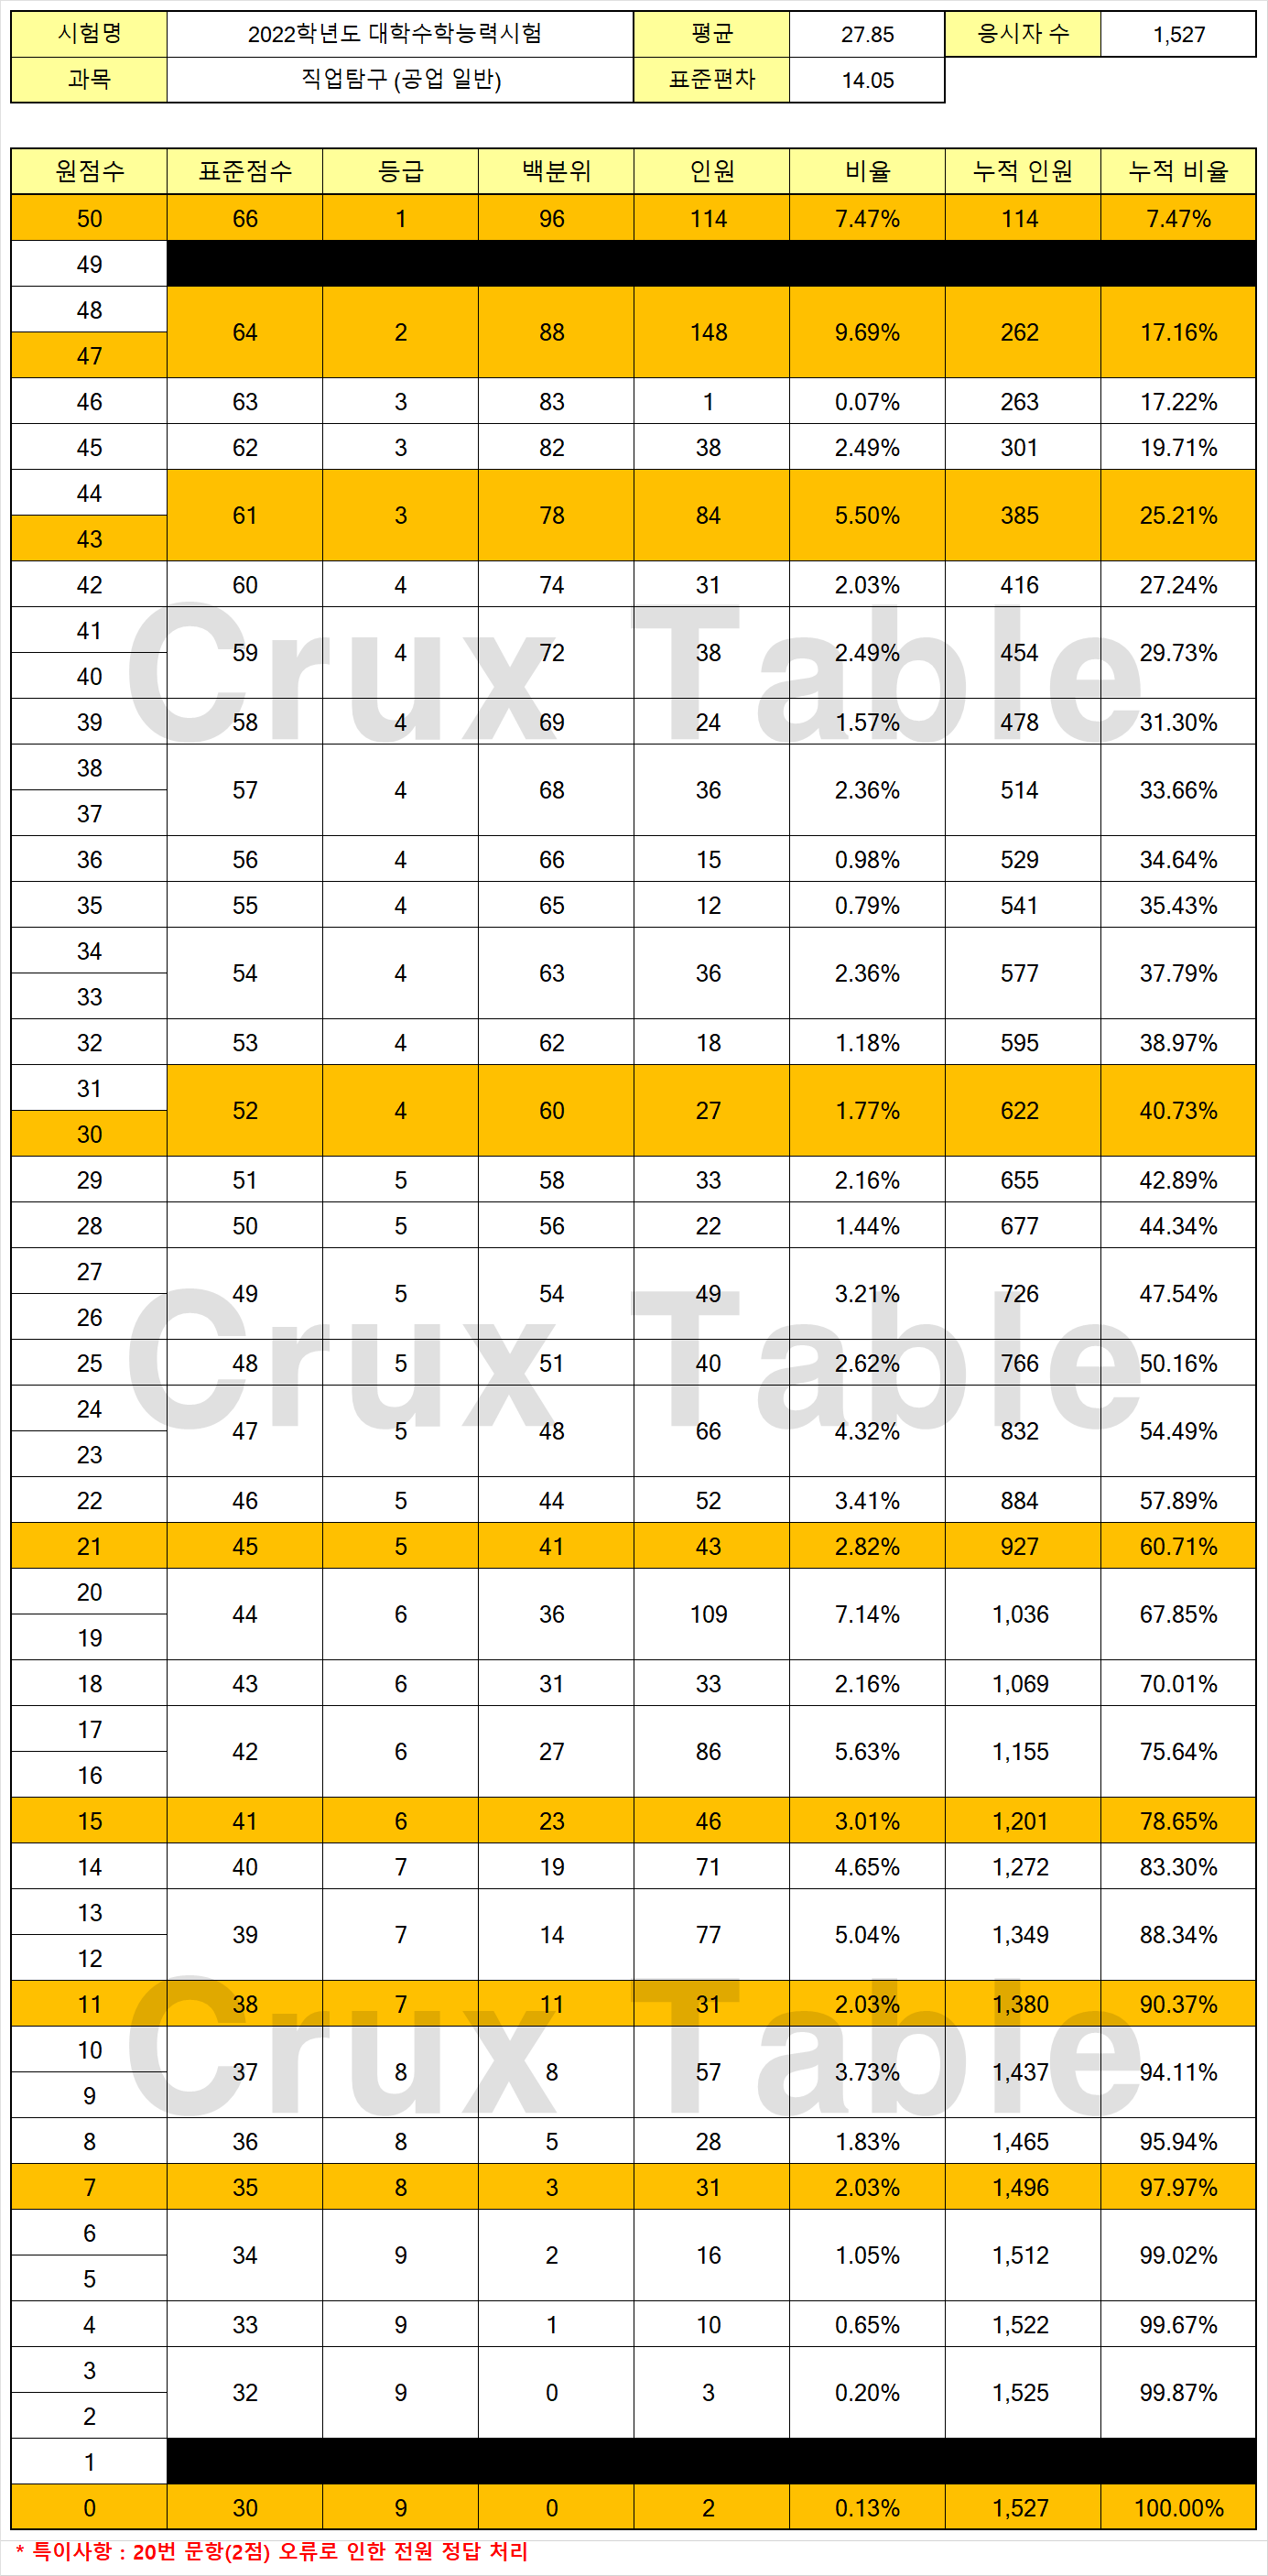 시험명 2022학년도 대학수학능력시험 평균 27.85 응시자 수 1,527
과목 직업탐구 (공업 일반) 표준편차 14.05
원점수 표준점수 등급 백분위 인원 비율 누적 인원 누적 비율
50 66 1 96 114 7.47% 114 7.47%
49
48
64 2 88 148 9.69% 262 17.16%
47
46 63 3 83 1 0.07% 263 17.22%
45 62 3 82 38 2.49% 301 19.71%
44
61 3 78 84 5.50% 385 25.21%
43
42 60 4 74 31 2.03% 416 27.24%
41
59 4 72 38 2.49% 454 29.73%
40
Crux Table
39 58 4 69 24 1.57% 478 31.30%
38
57 4 68 36 2.36% 514 33.66%
37
36 56 4 66 15 0.98% 529 34.64%
35 55 4 65 12 0.79% 541 35.43%
34
54 4 63 36 2.36% 577 37.79%
33
32 53 4 62 18 1.18% 595 38.97%
31
52 4 60 27 1.77% 622 40.73%
30
29 51 5 58 33 2.16% 655 42.89%
28 50 5 56 22 1.44% 677 44.34%
27
49 5 54 49 3.21% 726 47.54%
26
Crux Table
25 48 5 51 40 2.62% 766 50.16%
24
47 5 48 66 4.32% 832 54.49%
23
22 46 5 44 52 3.41% 884 57.89%
21 45 5 41 43 2.82% 927 60.71%
20
44 6 36 109 7.14% 1,036 67.85%
19
18 43 6 31 33 2.16% 1,069 70.01%
17
42 6 27 86 5.63% 1,155 75.64%
16
15 41 6 23 46 3.01% 1,201 78.65%
14 40 7 19 71 4.65% 1,272 83.30%
13
39 7 14 77 5.04% 1,349 88.34%
12
11 38 7 11 31 2.03% 1,380 90.37%
Crux Table
10
37 8 8 57 3.73% 1,437 94.11%
9
8 36 8 5 28 1.83% 1,465 95.94%
7 35 8 3 31 2.03% 1,496 97.97%
6
34 9 2 16 1.05% 1,512 99.02%
5
4 33 9 1 10 0.65% 1,522 99.67%
3
32 9 0 3 0.20% 1,525 99.87%
2
1
0 30 9 0 2 0.13% 1,527 100.00%
* 특이사항 : 20번 문항(2점) 오류로 인한 전원 정답 처리